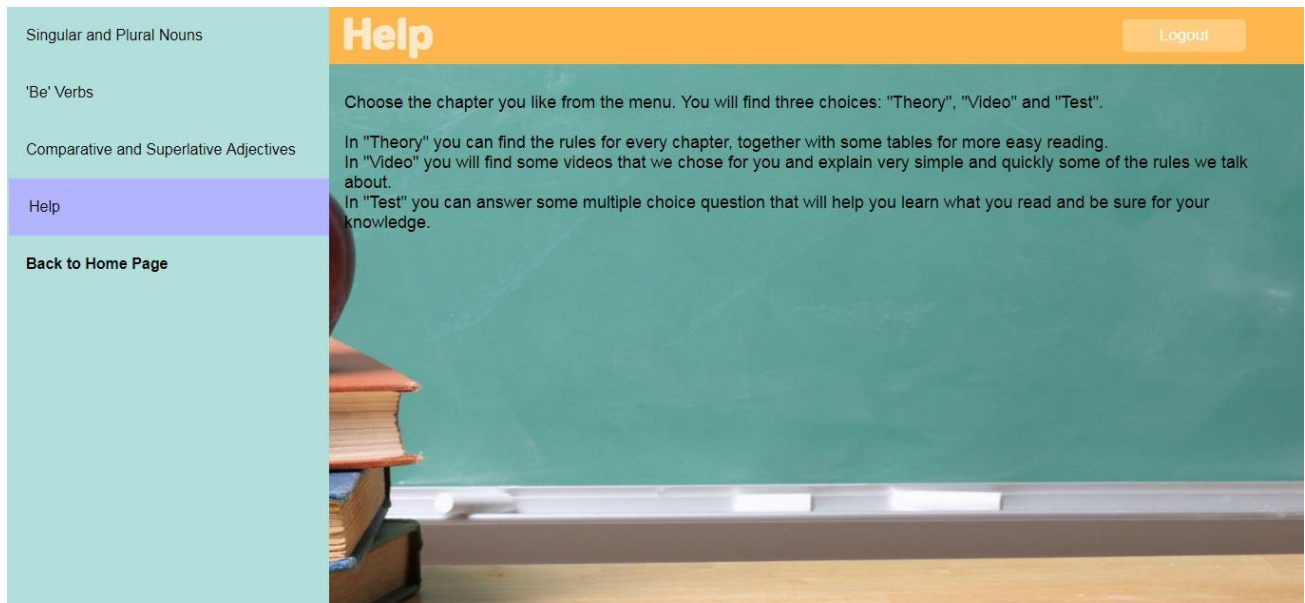 Singular and Plural Nouns
'Be' Verbs
Comparative and Superlative Adjectives
Help
Back to Home Page
Help
Logout
Choose the chapter you like from the menu. You will find three choices: "Theory", "Video" and "Test".
In "Theory" you can find the rules for every chapter, together with some tables for more easy reading.
In "Video" you will find some videos that we chose for you and explain very simple and quickly some of the rules we talk
about.
In "Test" you can answer some multiple choice question that will help you learn what you read and be sure for your
knowledge.